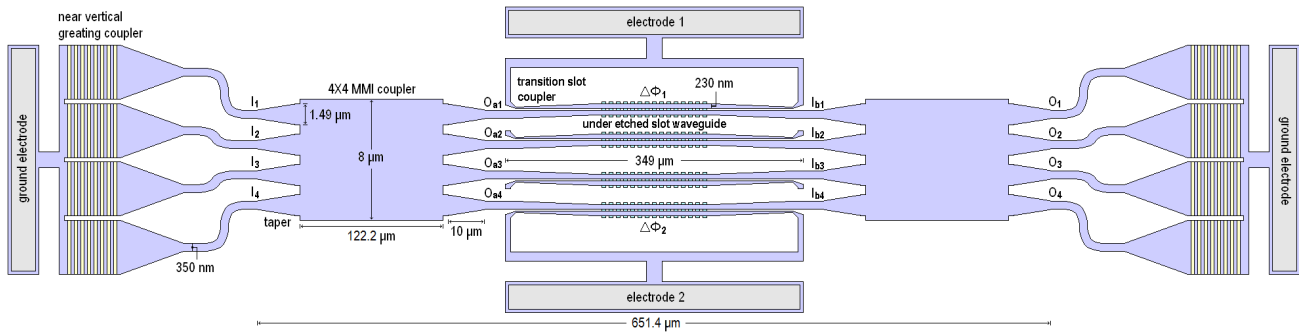 near vertical
greating coupler
electrode 1
4X4 MMI coupler
transition slot
coupler
230 nm
△Φ1
I1
1.49 µm
Oa1
Ib1
O1
under etched slot waveguide
I2
Oa2
Ib2
O2
ground electrode
8 µm
349 µm
ground electrode
I3
Oa3
Ib3
O3
I4
Oa4
Ib4
O4
taper
122.2 µm
10 µm
△Φ2
350 nm
electrode 2
651.4 µm